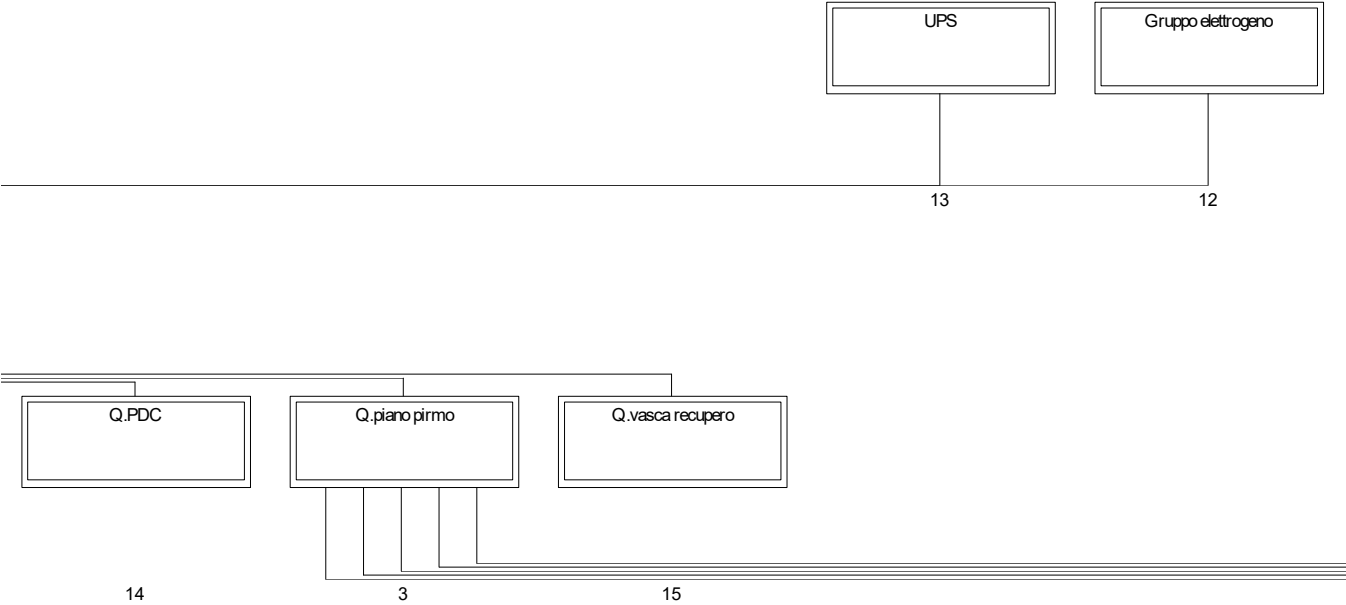 UPS
Gruppo elettrogeno
13
12
Q.PDC
Q.piano pirmo
Q.vasca recupero
14
3
15